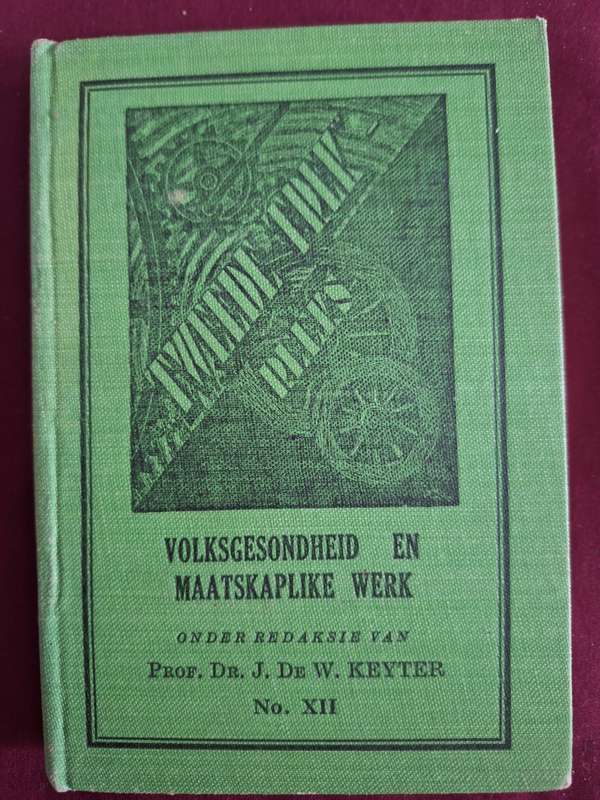 TWEEDE TREK-
REEKS
VOLKSGESONDHEID EN
MAATSKAPLIKE WERK
ONDER REDAKSIE VAN
PROF. DR. J. DE W. KEYTER
No. XII